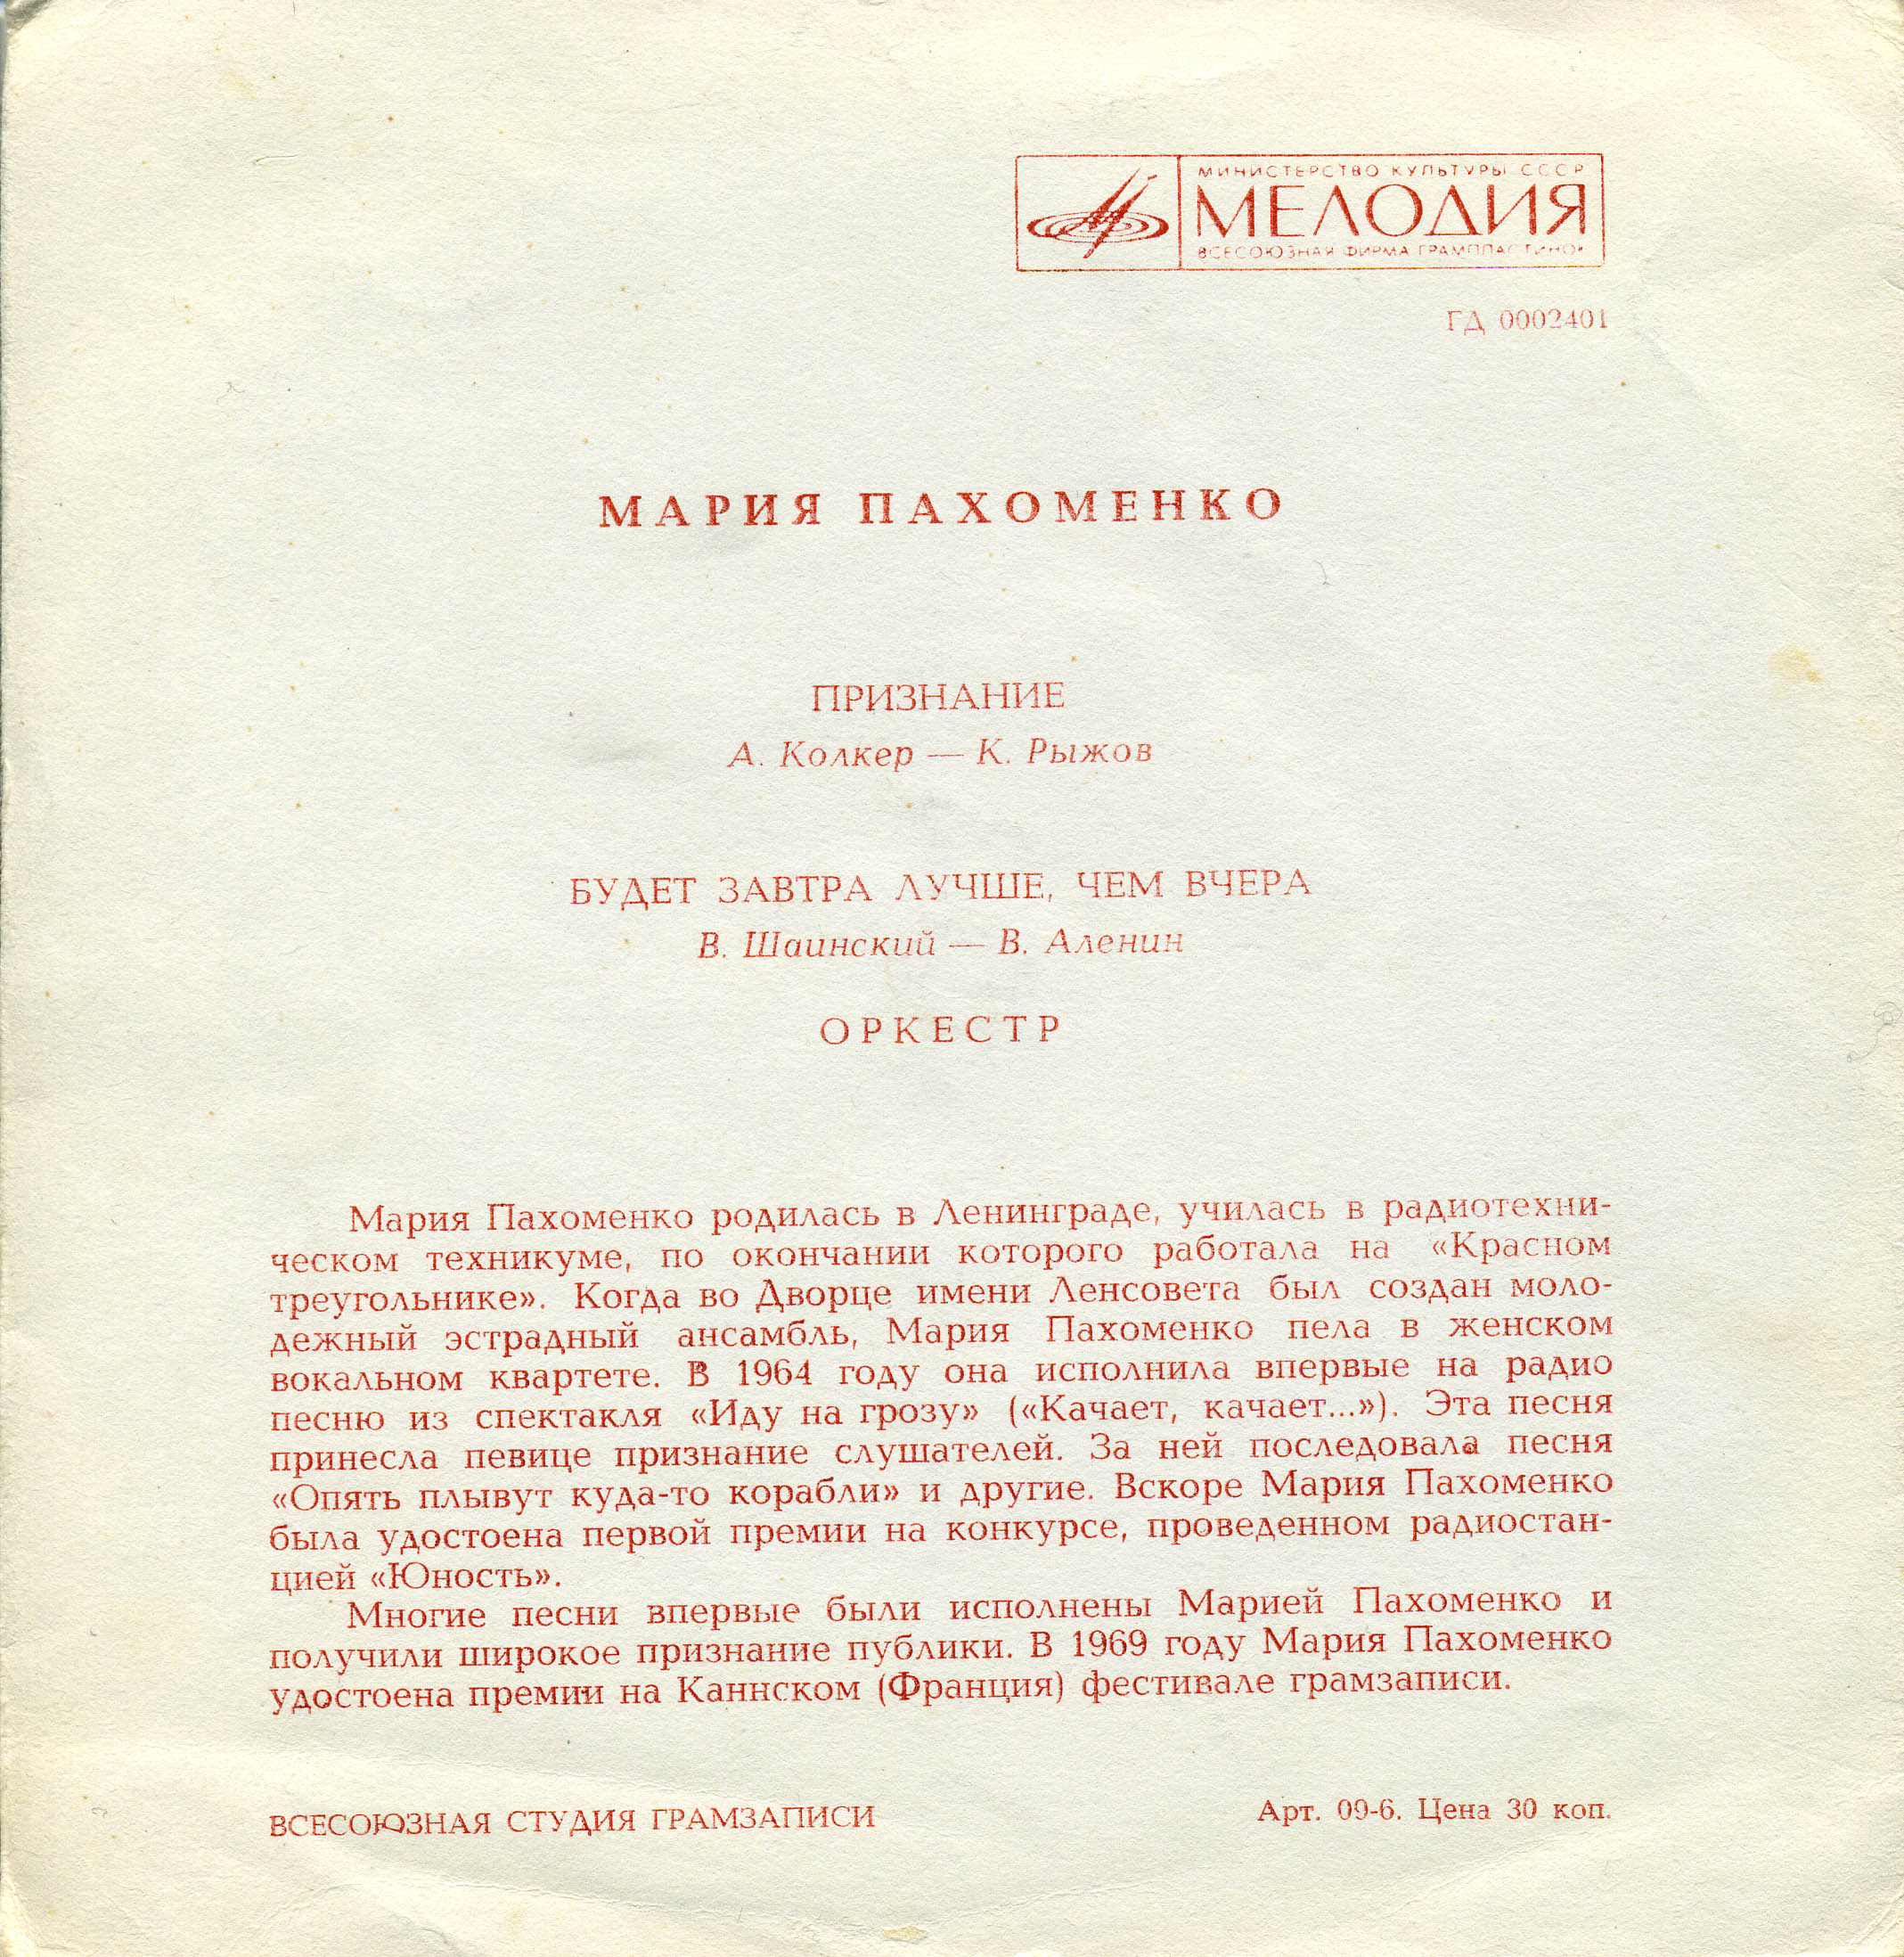 МИНИСТЕРСТВО КУЛЬТУРЫ СССР
МЕЛОДИЯ
ВСЕСОЮЗНАЯ ФИРМА ГРАМПЛАСТИНОК
ГД 0002401
МАРИЯ ПАХОМЕНКО
ПРИЗНАНИЕ
А. Колкер — К. Рыжов
БУДЕТ ЗАВТРА ЛУЧШЕ, ЧЕМ ВЧЕРА
В. Шаинский — В. Аленин
ОРКЕСТР
Мария Пахоменко родилась в Ленинграде, училась в радиотехни-
ческом техникуме, по окончании которого работала на «Красном
треугольнике». Когда во Дворце имени Ленсовета был создан моло-
дежный эстрадный ансамбль, Мария Пахоменко пела в женском
вокальном квартете. В 1964 году она исполнила впервые на радио
песню из спектакля «Иду на грозу» («Качает, качает...»). Эта песня
принесла певице признание слушателей. За ней последовала песня
«Опять плывут куда-то корабли» и другие. Вскоре Мария Пахоменко
была удостоена первой премии на конкурсе, проведенном радиостан-
цией «Юность».
Многие песни впервые были исполнены Марией Пахоменко и
получили широкое признание публики. В 1969 году Мария Пахоменко
удостоена премии на Каннском (Франция) фестивале грамзаписи.
ВСЕСОЮЗНАЯ СТУДИЯ ГРАМЗАПИСИ
Арт. 09-6. Цена 30 коп.